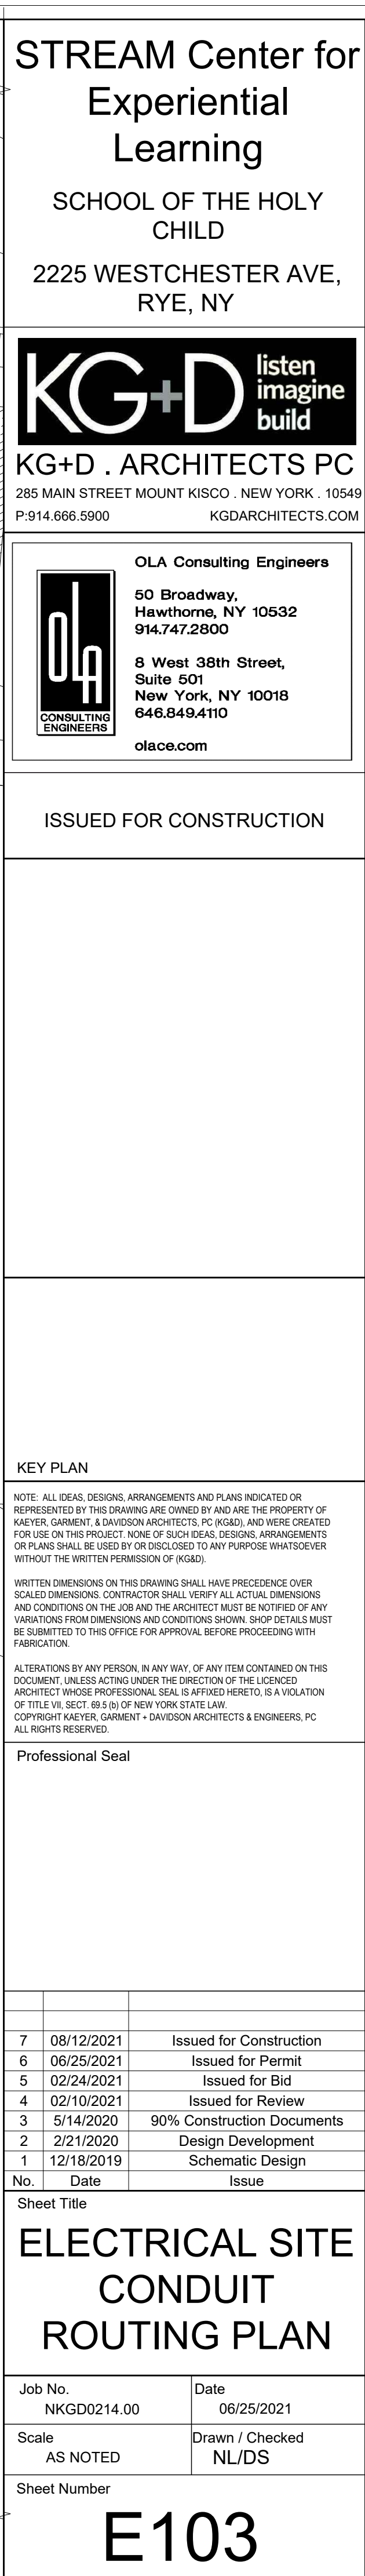 STREAM Center for
Experiential
Learning
SCHOOL OF THE HOLY
CHILD
2225 WESTCHESTER AVE,
RYE, NY
KG+D
listen
imagine
build
KG+D . ARCHITECTS PC
285 MAIN STREET MOUNT KISCO . NEW YORK . 10549
P:914.666.5900 KGDARCHITECTS.COM
OLA
CONSULTING
ENGINEERS
OLA Consulting Engineers
50 Broadway,
Hawthorne, NY 10532
914.747.2800
8 West 38th Street,
Suite 501
New York, NY 10018
646.849.4110
olace.com
ISSUED FOR CONSTRUCTION
KEY PLAN
NOTE: ALL IDEAS, DESIGNS, ARRANGEMENTS AND PLANS INDICATED OR
REPRESENTED BY THIS DRAWING ARE OWNED BY AND ARE THE PROPERTY OF
KAEYER, GARMENT, & DAVIDSON ARCHITECTS, PC (KG&D), AND WERE CREATED
FOR USE ON THIS PROJECT. NONE OF SUCH IDEAS, DESIGNS, ARRANGEMENTS
OR PLANS SHALL BE USED BY OR DISCLOSED TO ANY PURPOSE WHATSOEVER
WITHOUT THE WRITTEN PERMISSION OF (KG&D).
WRITTEN DIMENSIONS ON THIS DRAWING SHALL HAVE PRECEDENCE OVER
SCALED DIMENSIONS. CONTRACTOR SHALL VERIFY ALL ACTUAL DIMENSIONS
AND CONDITIONS ON THE JOB AND THE ARCHITECT MUST BE NOTIFIED OF ANY
VARIATIONS FROM DIMENSIONS AND CONDITIONS SHOWN. SHOP DETAILS MUST
BE SUBMITTED TO THIS OFFICE FOR APPROVAL BEFORE PROCEEDING WITH
FABRICATION.
ALTERATIONS BY ANY PERSON, IN ANY WAY, OF ANY ITEM CONTAINED ON THIS
DOCUMENT, UNLESS ACTING UNDER THE DIRECTION OF THE LICENCED
ARCHITECT WHOSE PROFESSIONAL SEAL IS AFFIXED HERETO, IS A VIOLATION
OF TITLE VII, SECT. 69.5 (b) OF NEW YORK STATE LAW.
COPYRIGHT KAEYER, GARMENT + DAVIDSON ARCHITECTS & ENGINEERS, PC
ALL RIGHTS RESERVED.
Professional Seal
7 08/12/2021 Issued for Construction
6 06/25/2021 Issued for Permit
5 02/24/2021 Issued for Bid
4 02/10/2021 Issued for Review
3 5/14/2020 90% Construction Documents
2 2/21/2020 Design Development
1 12/18/2019 Schematic Design
No. Date Issue
Sheet Title
ELECTRICAL SITE
CONDUIT
ROUTING PLAN
Job No. Date
NKGD0214.00 06/25/2021
Scale Drawn / Checked
AS NOTED NL/DS
Sheet Number
E103